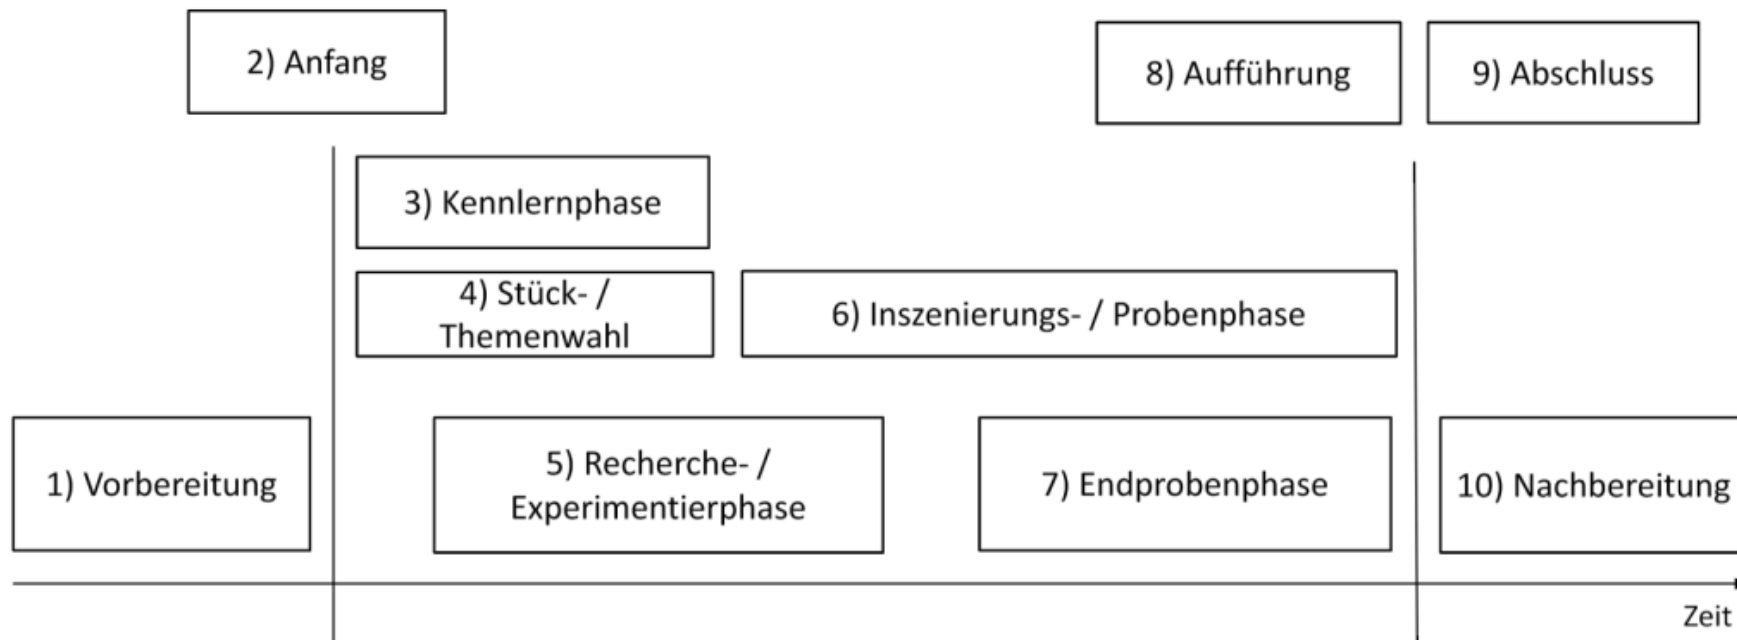 2) Anfang
8) Aufführung
9) Abschluss
3) Kennlernphase
4) Stück- /
Themenwahl
6) Inszenierungs- / Probenphase
1) Vorbereitung
5) Recherche- /
Experimentierphase
7) Endprobenphase
10) Nachbereitung
Zeit